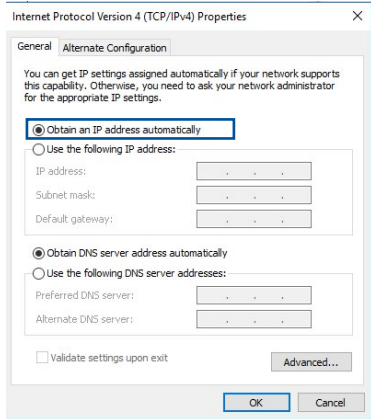 Internet Protocol Version 4 (TCP/IPv4) Properties
General
Alternate Configuration
You can get IP settings assigned automatically if your network supports
this capability. Otherwise, you need to ask your network administrator
for the appropriate IP settings.
Obtain an IP address automatically
Use the following IP address:
IP address:
Subnet mask:
Default gateway:
Obtain DNS server address automatically
Use the following DNS server addresses:
Preferred DNS server:
Alternate DNS server:
Validate settings upon exit
Advanced...
OK
Cancel